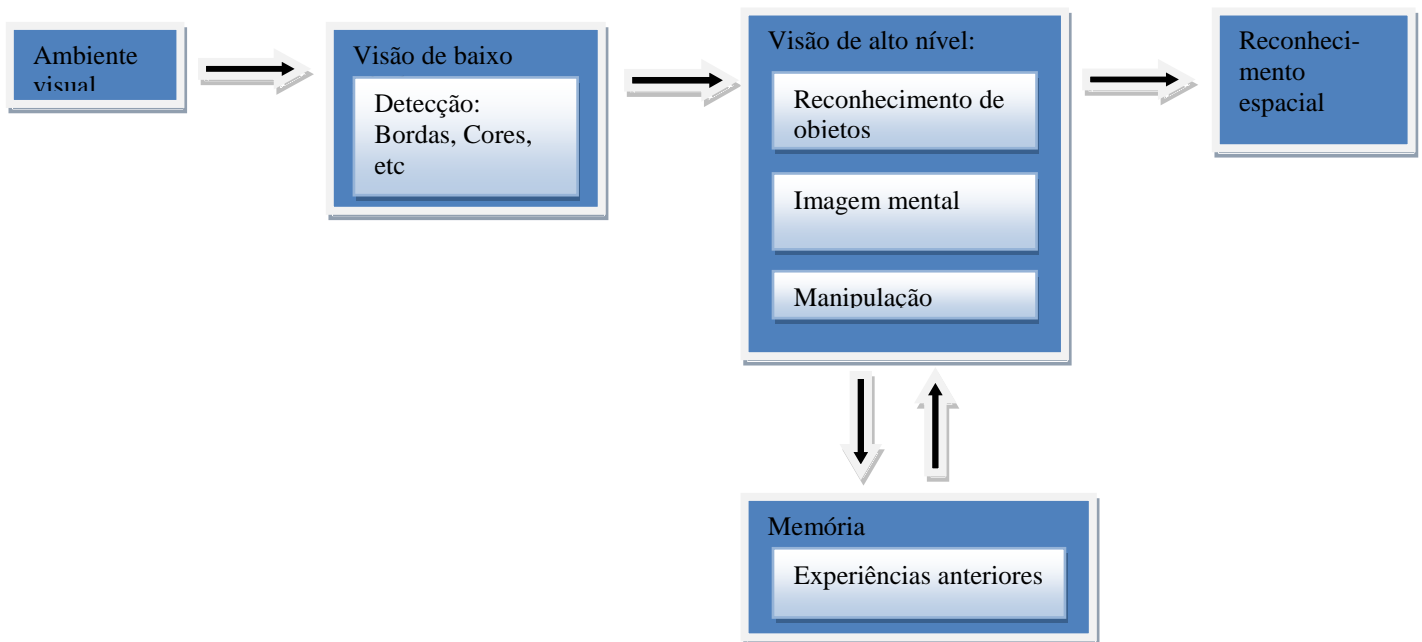 Ambiente
visual
Visão de baixo
Detecção:
Bordas, Cores,
etc
Visão de alto nível:
Reconhecimento de
objetos
Imagem mental
Manipulação
Reconheci-
mento
espacial
Memória
Experiências anteriores